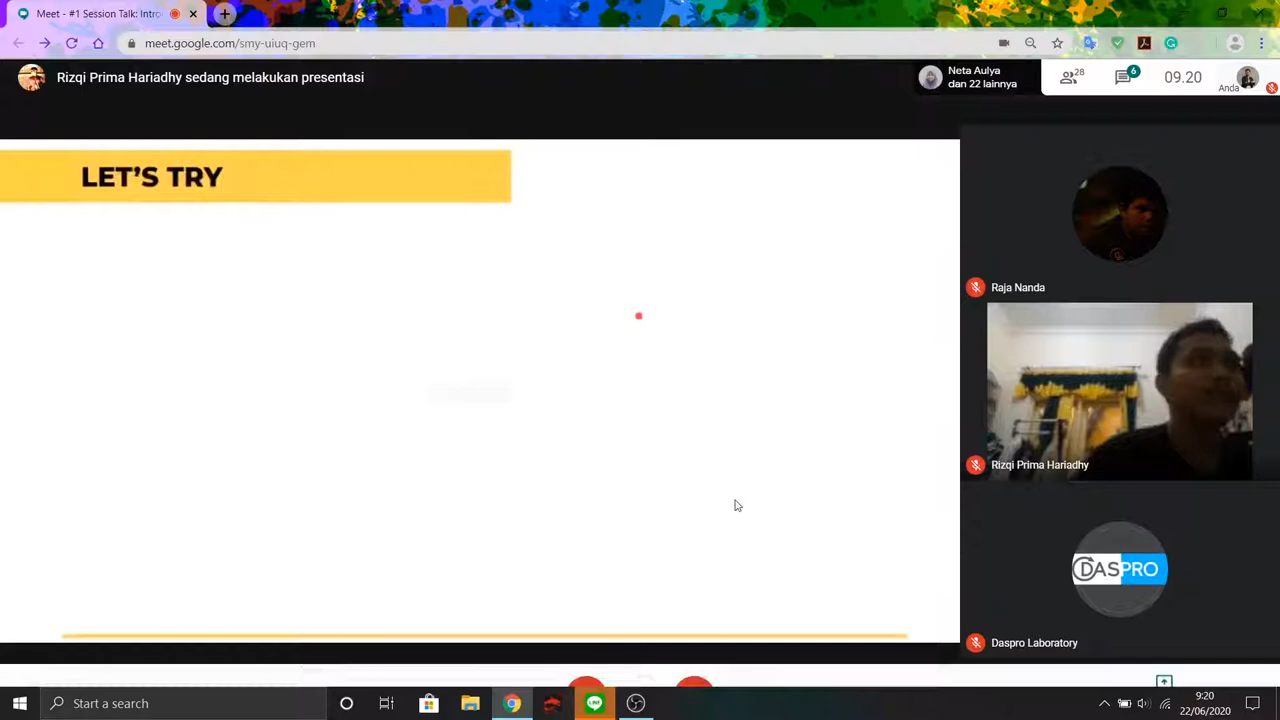 Meet - #1 Session Talk: Intro
meet.google.com/smy-uiuq-gem
Rizqi Prima Hariadhy sedang melakukan presentasi
Neta Aulya
dan 22 lainnya
28
6
09.20
Anda
LET'S TRY
Raja Nanda
Rizqi Prima Hariadhy
DASPRO
Daspro Laboratory
Start a search
LINE
9:20
22/06/2020